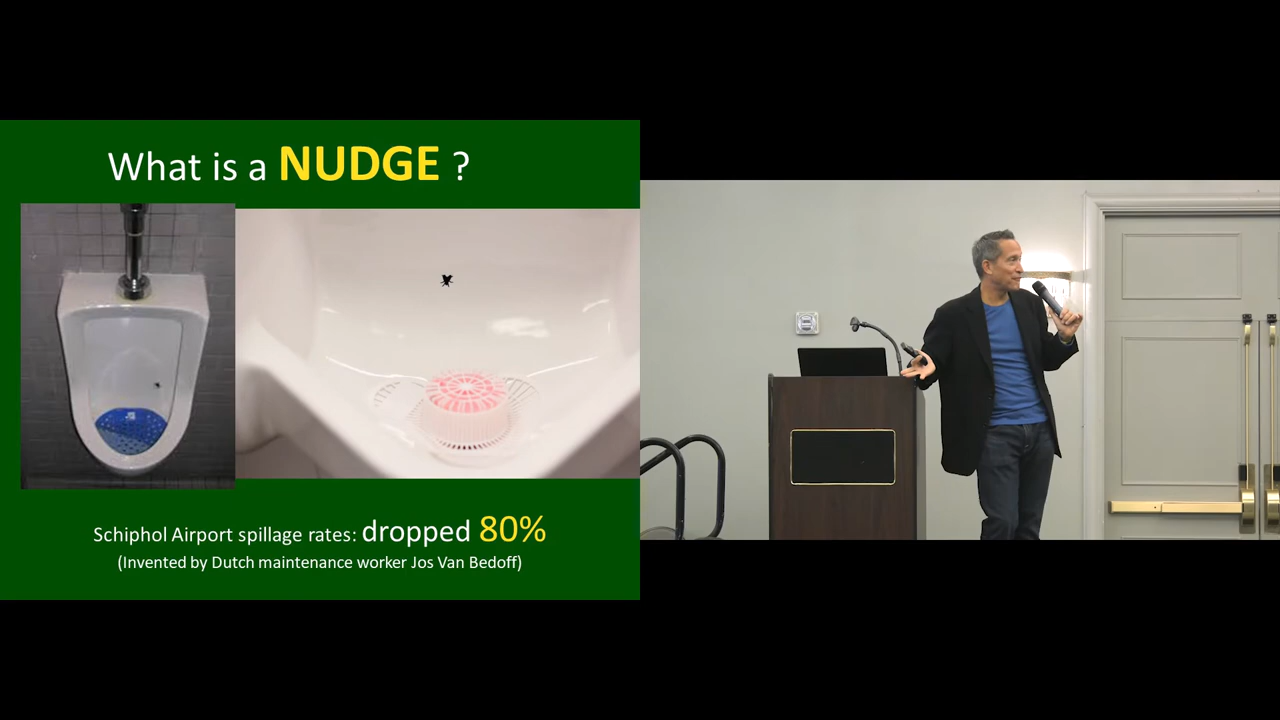 What is a NUDGE ?
Schiphol Airport spillage rates: dropped 80%
(Invented by Dutch maintenance worker Jos Van Bedoff)